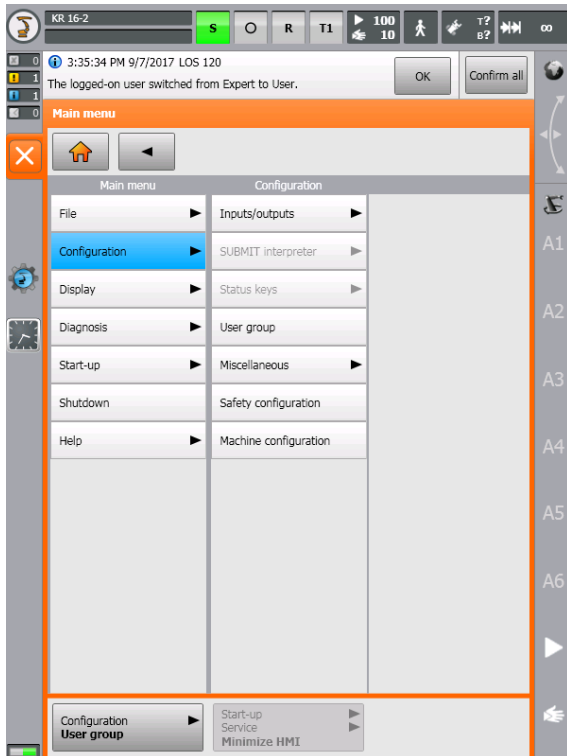 KR 16-2
S
O
R
T1
100
10
T?
B?
∞
0
1
1
0
3:35:34 PM 9/7/2017 LOS 120
The logged-on user switched from Expert to User.
OK
Confirm all
Main menu
Main menu
Configuration
File
Inputs/outputs
Configuration
SUBMIT interpreter
Display
Status keys
Diagnosis
User group
Start-up
Miscellaneous
Shutdown
Safety configuration
Help
Machine configuration
A1
A2
A3
A4
A5
A6
Configuration
User group
Start-up
Service
Minimize HMI